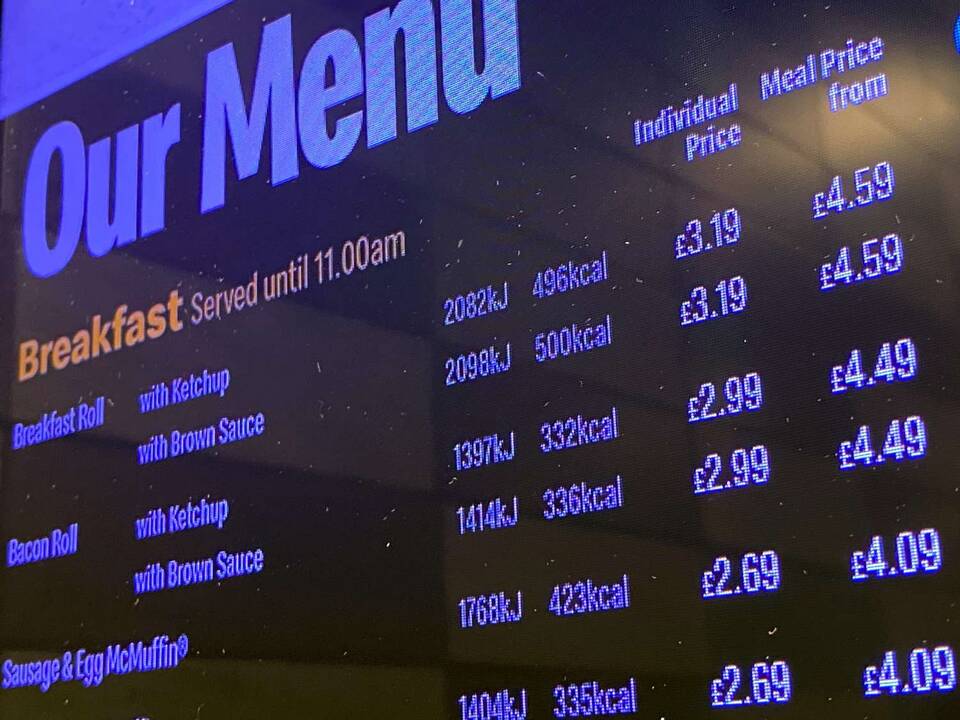 Our Menu
Individual Price
Meal Price from
Breakfast Served until 11.00am
Breakfast Roll with Ketchup 2082kJ 496kcal £3.19 £4.59
with Brown Sauce 2098kJ 500kcal £3.19 £4.59
Bacon Roll with Ketchup 1397kJ 332kcal £2.99 £4.49
with Brown Sauce 1414kJ 336kcal £2.99 £4.49
Sausage & Egg McMuffin® 1768kJ 423kcal £2.69 £4.09
1404kJ 335kcal £2.69 £4.09